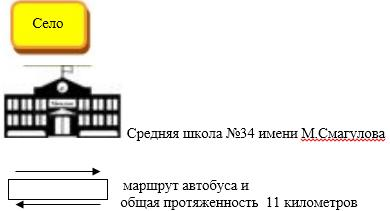 Село
Средняя школа №34 имени М.Смагулова
маршрут автобуса и
общая протяженность 11 километров